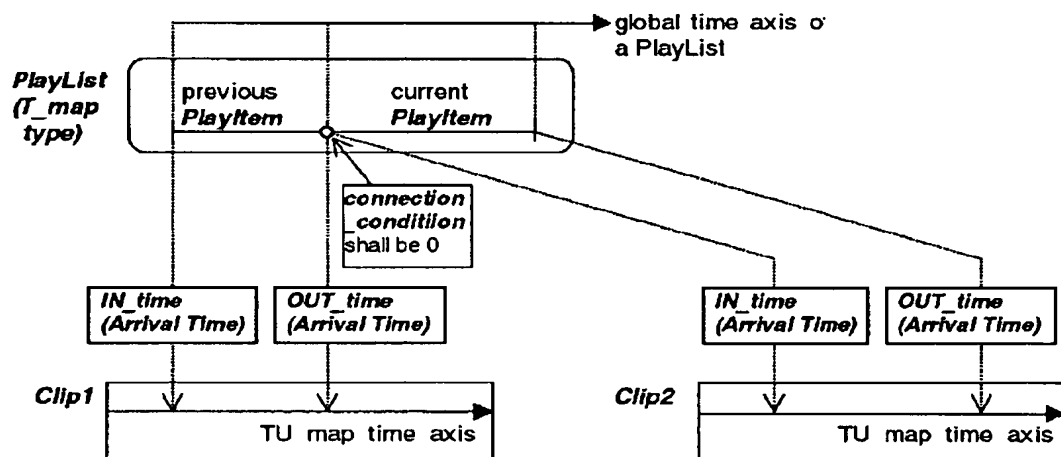 global time axis o
a PlayList
PlayList
(T_map
type)
previous
PlayItem
current
PlayItem
connection
_conditilon
shall be 0
IN_time
(Arrival Time)
OUT_time
(Arrival Time)
IN_time
(Arrival Time)
OUT_time
(Arrival Time)
Clip1
TU map time axis
Clip2
TU map time axis